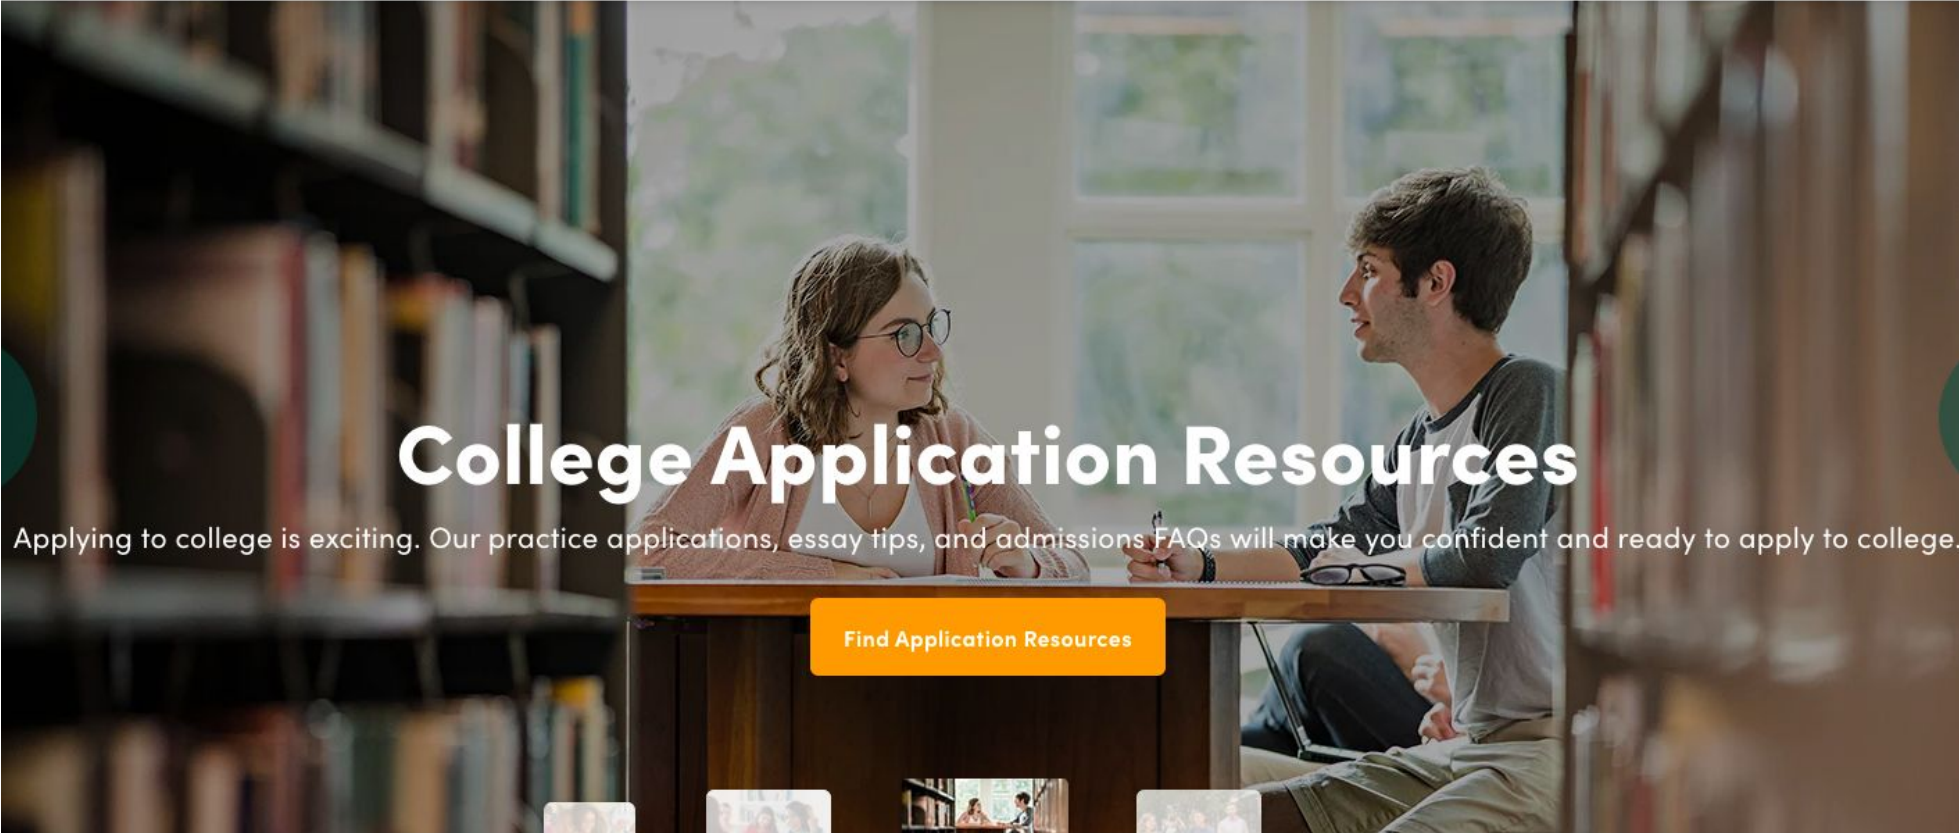 College Application Resources
Applying to college is exciting. Our practice applications, essay tips, and admissions FAQs will make you confident and ready to apply to college.
Find Application Resources